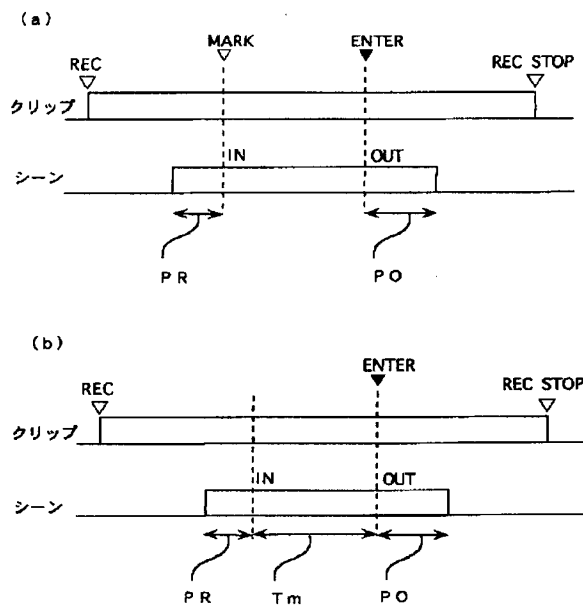 (a)
MARK ENTER
REC REC STOP
クリップ
IN OUT
シーン
PR PO
(b)
ENTER
REC REC STOP
クリップ
IN OUT
シーン
PR Tm PO